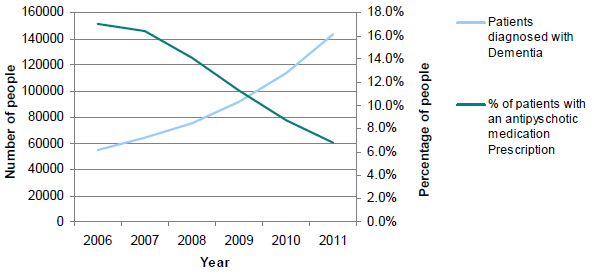 160000
140000
120000
100000
80000
60000
40000
20000
0
Number of people
18.0%
16.0%
14.0%
12.0%
10.0%
8.0%
6.0%
4.0%
2.0%
0.0%
Percentage of people
2006 2007 2008 2009 2010 2011
Year
Patients
diagnosed with
Dementia
% of patients with
an antipyschotic
medication
Prescription